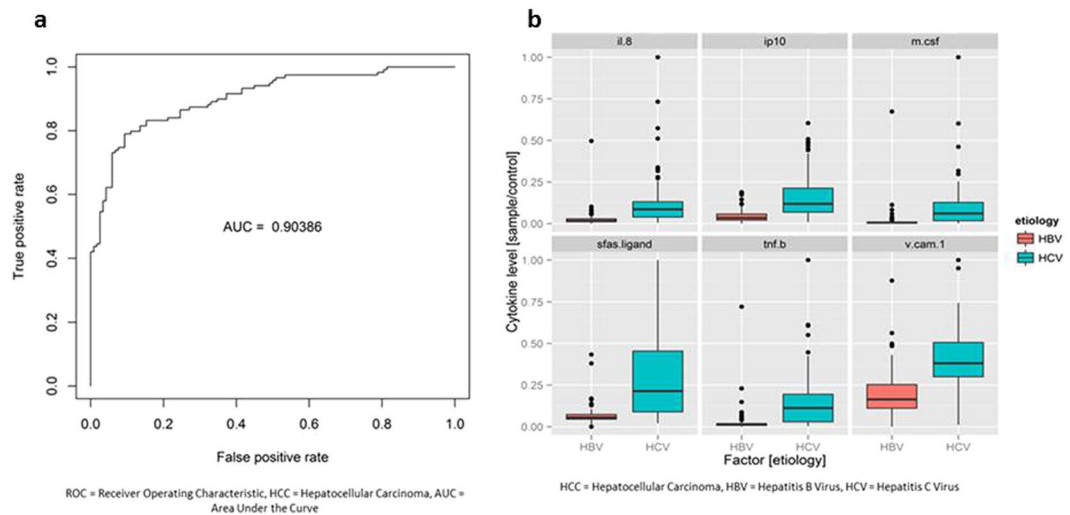 a
1.0
0.8
0.6
0.4
0.2
0.0
True positive rate
AUC = 0.90386
0.0 0.2 0.4 0.6 0.8 1.0
False positive rate
ROC = Receiver Operating Characteristic, HCC = Hepatocellular Carcinoma, AUC =
Area Under the Curve
b
il.8 ip10 m.csf
1.00
0.75
0.50
0.25
0.00
sfas.ligand tnf.b v.cam.1
1.00
0.75
0.50
0.25
0.00
Cytokine level [sample/control]
HBV HCV HBV HCV HBV HCV
Factor [etiology]
etiology
HBV
HCV
HCC = Hepatocellular Carcinoma, HBV = Hepatitis B Virus, HCV = Hepatitis C Virus